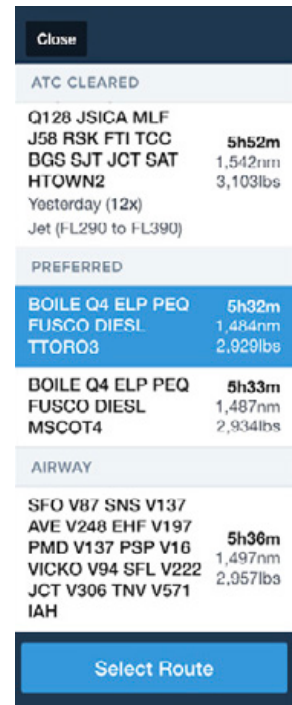 Close
ATC CLEARED
Q128 JSICA MLF
J58 RSK FTI TCC
BGS SJT JCT SAT
HTOWN2
5h52m
1,542nm
3,103lbs
Yesterday (12x)
Jet (FL290 to FL390)
PREFERRED
BOILE Q4 ELP PEQ
FUSCO DIESL
TTORO3
5h32m
1,484nm
2,929lbs
BOILE Q4 ELP PEQ
FUSCO DIESL
MSCOT4
5h33m
1,487nm
2,934lbs
AIRWAY
SFO V87 SNS V137
AVE V248 EHF V197
PMD V137 PSP V16
VICKO V94 SFL V222
JCT V306 TNV V571
IAH
5h36m
1,497nm
2,957lbs
Select Route